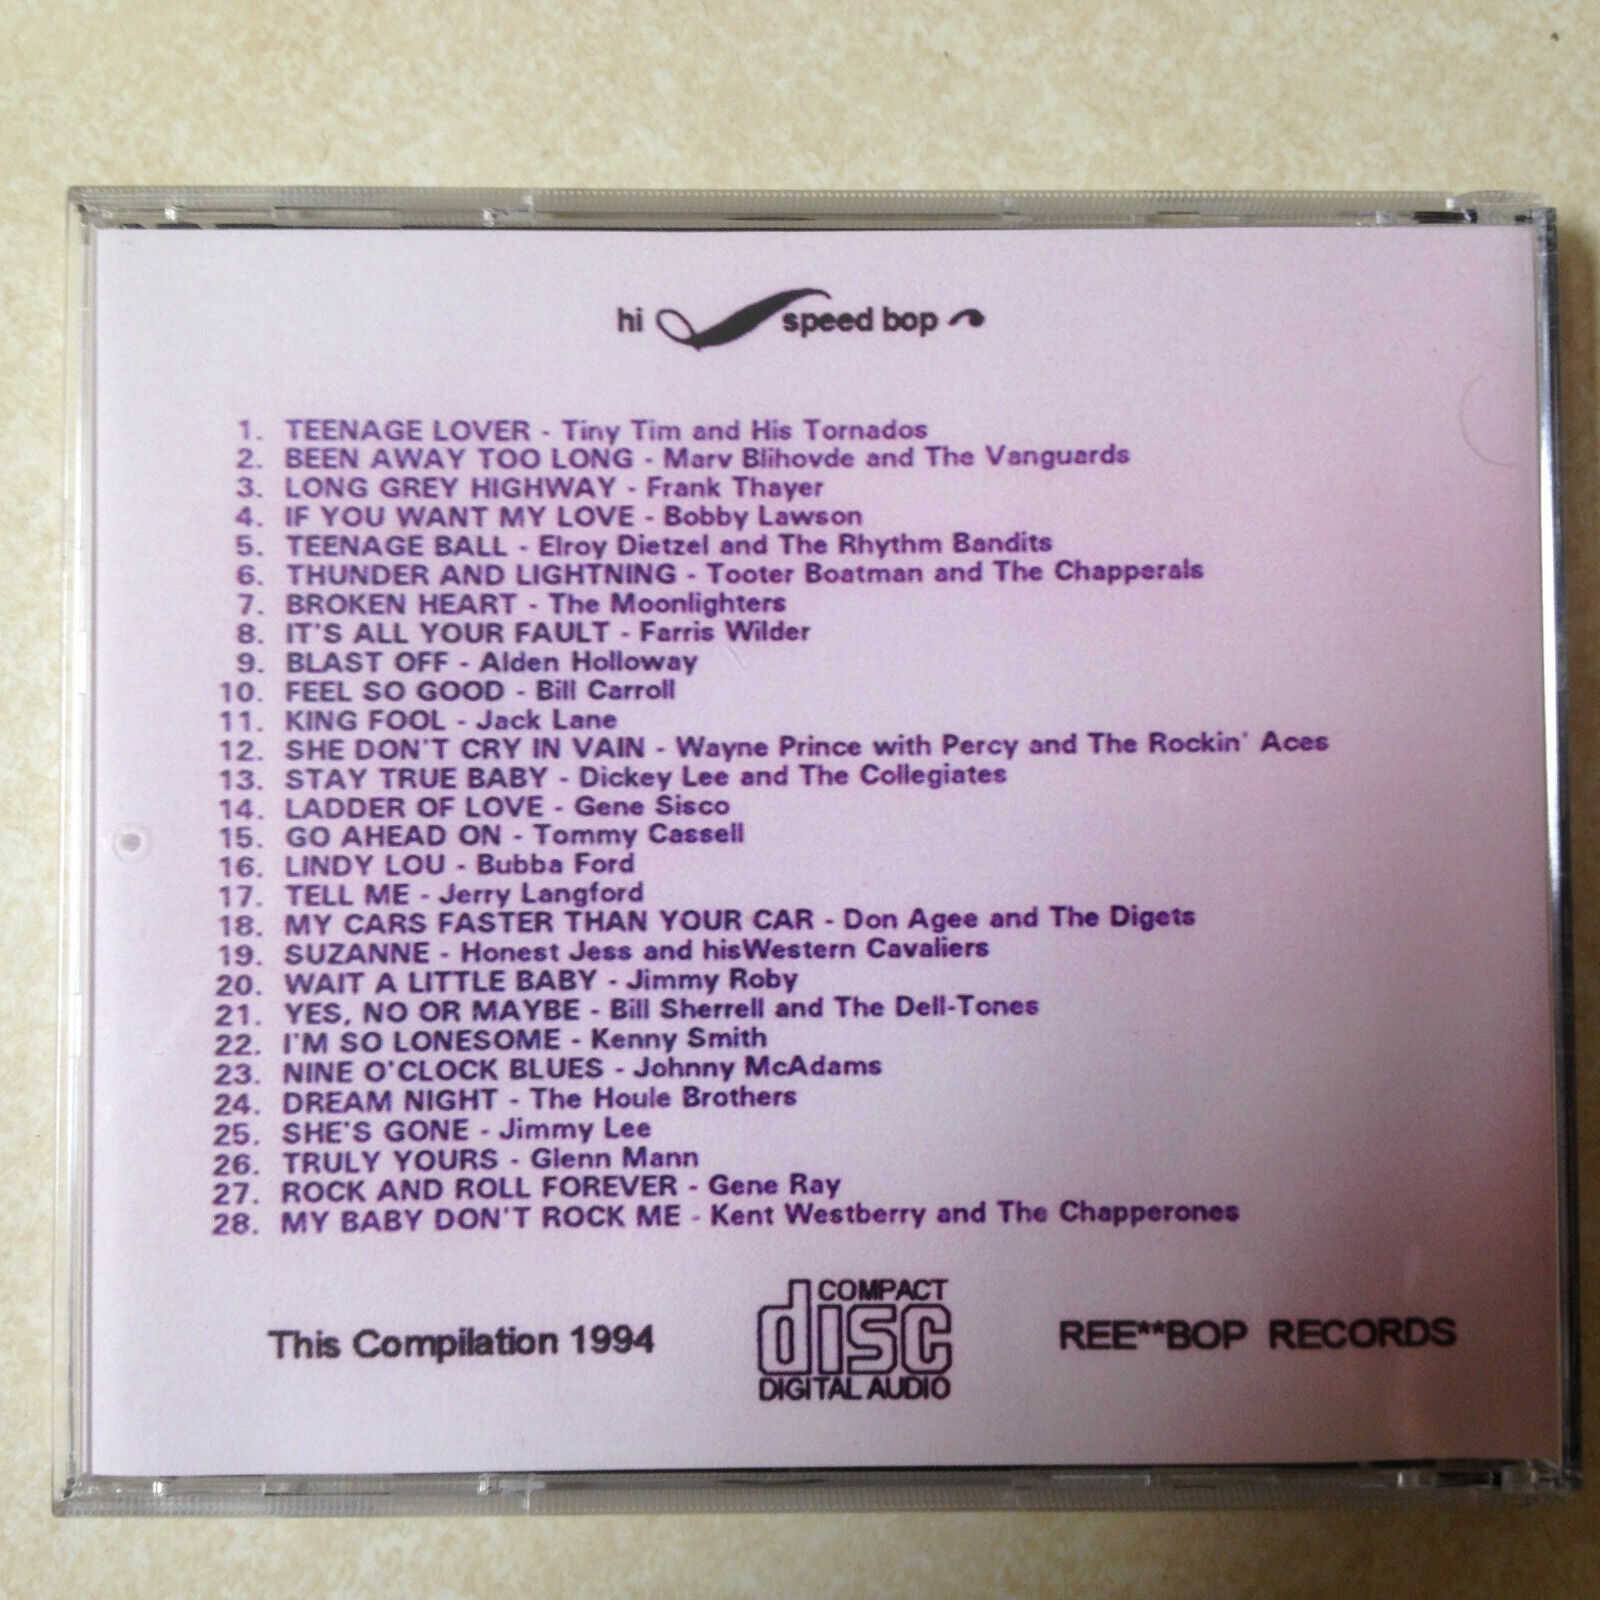 hi speed bop
1. TEENAGE LOVER - Tiny Tim and His Tornados
2. BEEN AWAY TOO LONG - Marv Blihovde and The Vanguards
3. LONG GREY HIGHWAY - Frank Thayer
4. IF YOU WANT MY LOVE - Bobby Lawson
5. TEENAGE BALL - Elroy Dietzel and The Rhythm Bandits
6. THUNDER AND LIGHTNING - Tooter Boatman and The Chapperals
7. BROKEN HEART - The Moonlighters
8. IT'S ALL YOUR FAULT - Farris Wilder
9. BLAST OFF - Alden Holloway
10. FEEL SO GOOD - Bill Carroll
11. KING FOOL - Jack Lane
12. SHE DON'T CRY IN VAIN - Wayne Prince with Percy and The Rockin' Aces
13. STAY TRUE BABY - Dickey Lee and The Collegiates
14. LADDER OF LOVE - Gene Sisco
15. GO AHEAD ON - Tommy Cassell
16. LINDY LOU - Bubba Ford
17. TELL ME - Jerry Langford
18. MY CARS FASTER THAN YOUR CAR - Don Agee and The Digets
19. SUZANNE - Honest Jess and hisWestern Cavaliers
20. WAIT A LITTLE BABY - Jimmy Roby
21. YES, NO OR MAYBE - Bill Sherrell and The Dell-Tones
22. I'M SO LONESOME - Kenny Smith
23. NINE O'CLOCK BLUES - Johnny McAdams
24. DREAM NIGHT - The Houle Brothers
25. SHE'S GONE - Jimmy Lee
26. TRULY YOURS - Glenn Mann
27. ROCK AND ROLL FOREVER - Gene Ray
28. MY BABY DON'T ROCK ME - Kent Westberry and The Chapperones
This Compilation 1994
COMPACT
disc
DIGITAL AUDIO
REE**BOP RECORDS